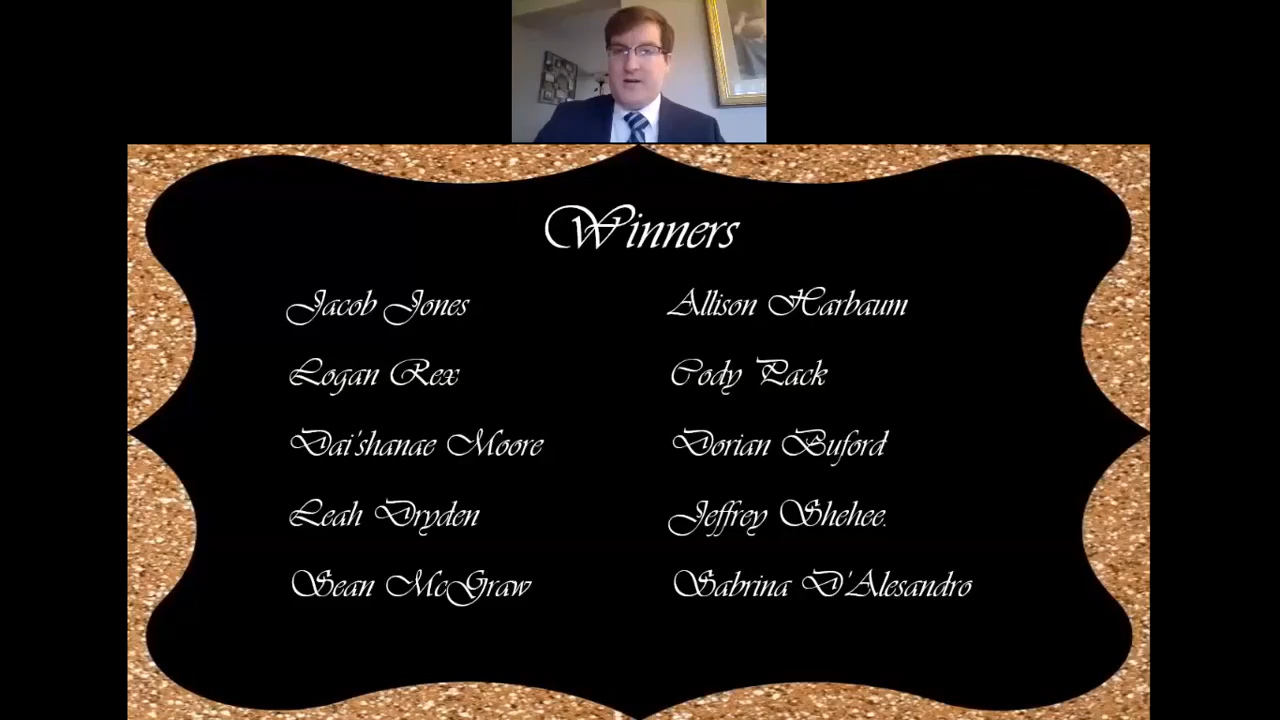 Winners
Jacob Jones
Logan Rex
Dai'shanae Moore
Leah Dryden
Sean McGraw
Allison Harbaum
Cody Pack
Dorian Buford
Jeffrey Shehee.
Sabrina D'Alesandro